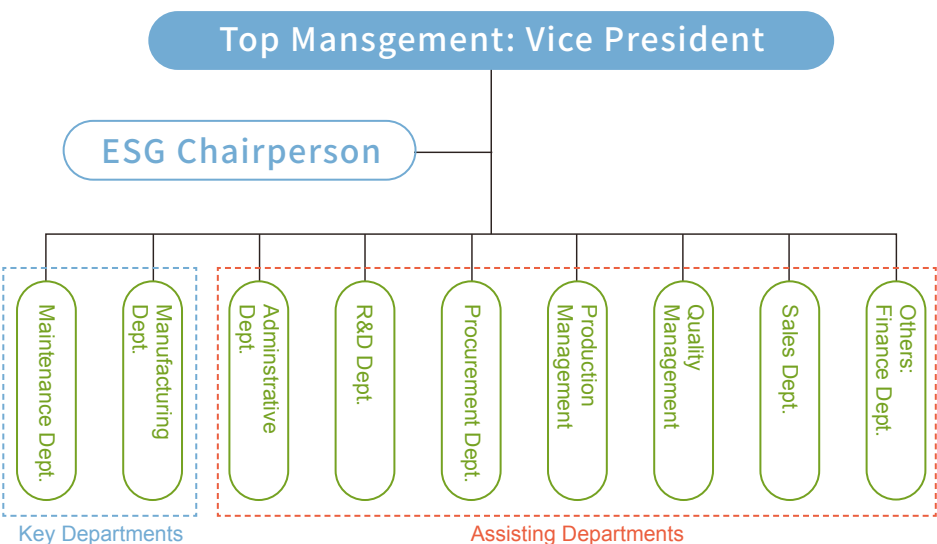 Top Mansgement: Vice President
ESG Chairperson
Maintenance Dept.
Manufacturing
Dept.
Adminstrative
Dept.
R&D Dept.
Procurement Dept.
Production
Management
Quality
Management
Sales Dept.
Others:
Finance Dept.
Key Departments
Assisting Departments